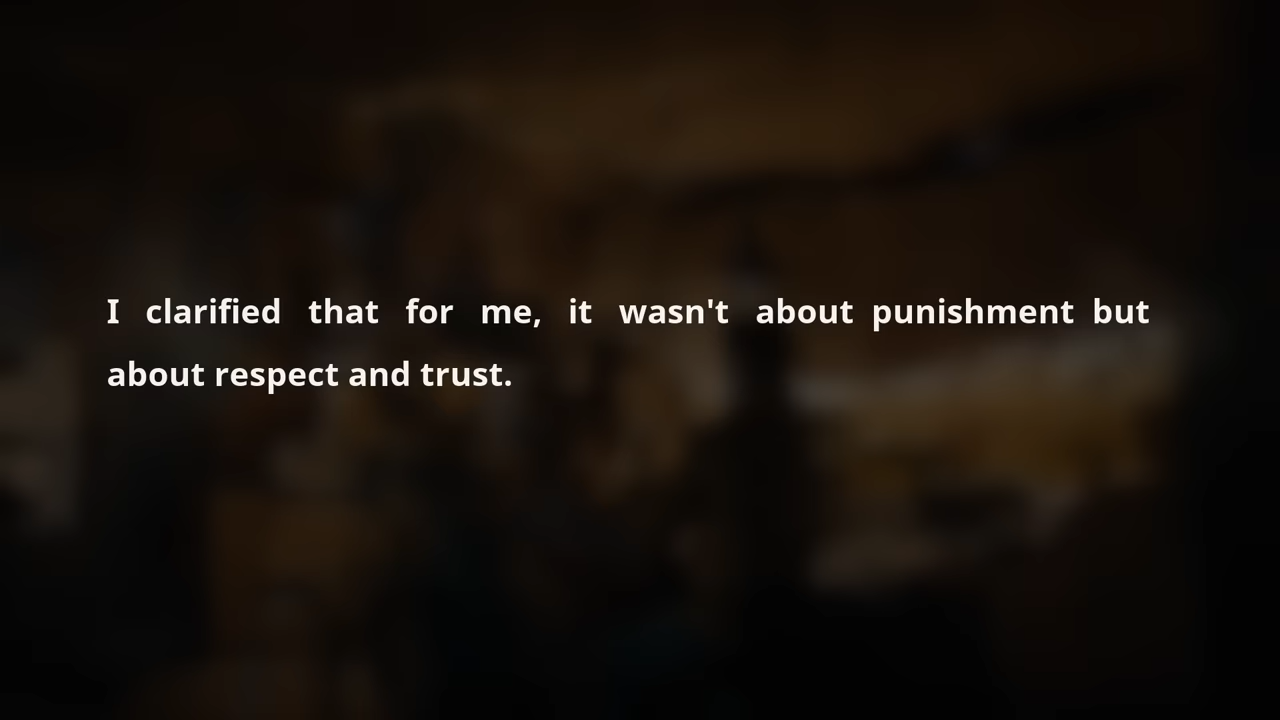 I clarified that for me, it wasn't about punishment but
about respect and trust.